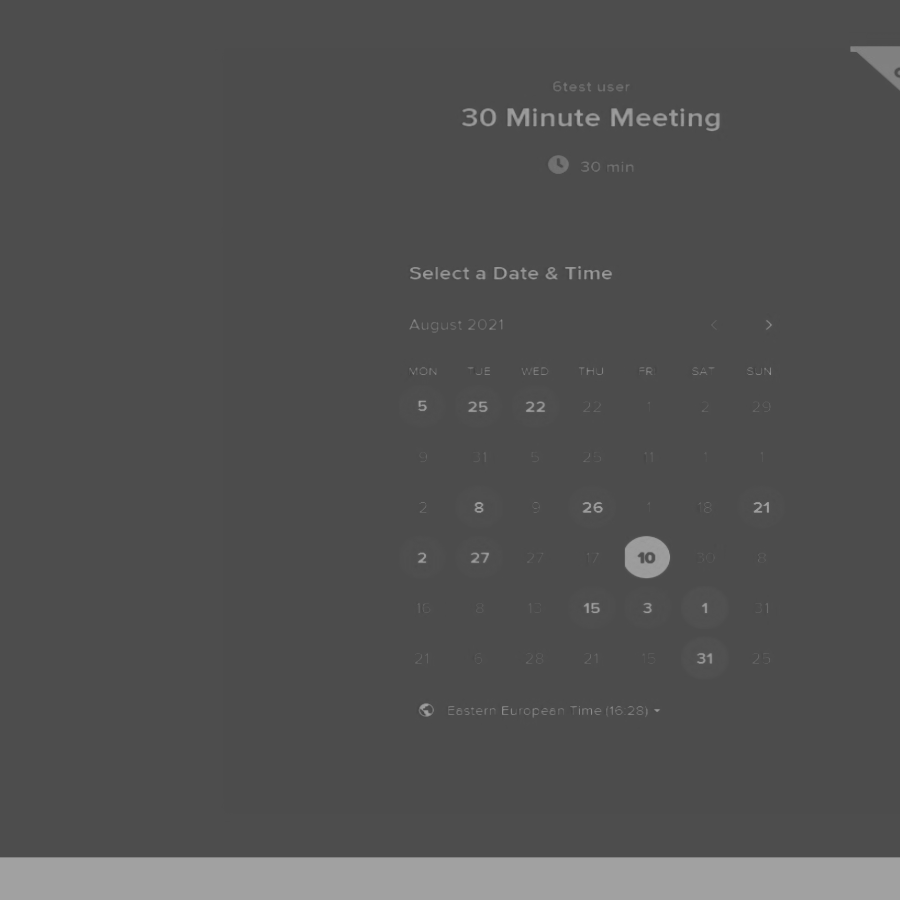 6test user
30 Minute Meeting
30 min
Select a Date & Time
August 2021
MON TUE WED THU FRI SAT SUN
5 25 22 22 1 2 29
9 31 5 25 11 1 1
2 8 9 26 1 18 21
2 27 27 17 10 30 8
16 8 13 15 3 1 31
21 6 28 21 15 31 25
Eestern Europeen Time (16:28)